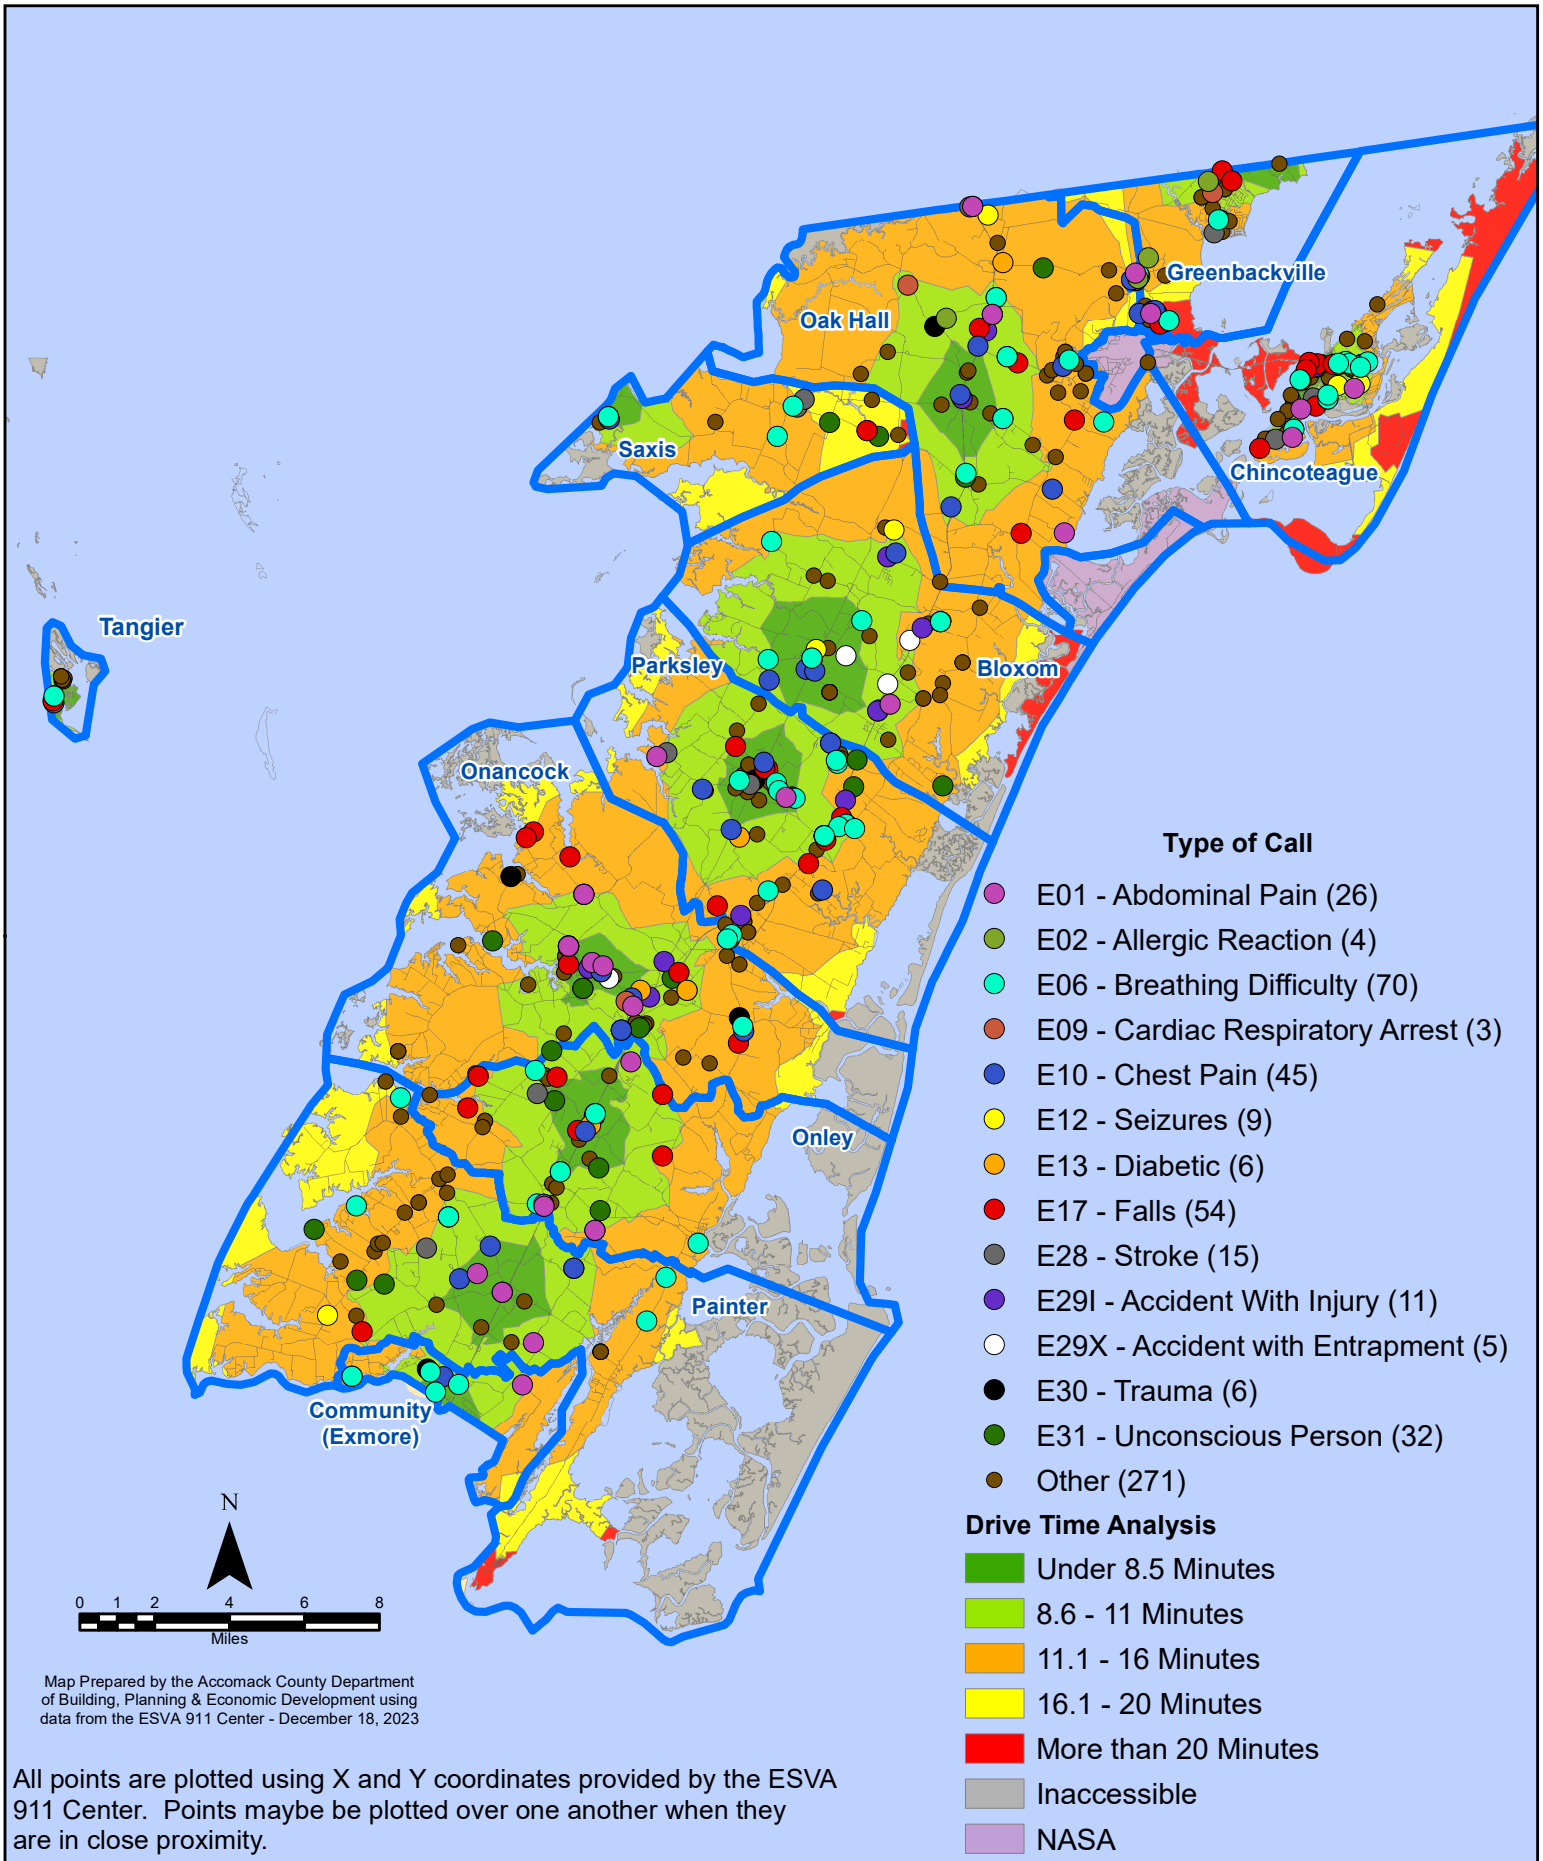 Greenbackville
Oak Hall
Saxis
Chincoteague
Tangier
Parksley
Bloxom
Onancock
Onley
Painter
Community
(Exmore)
Type of Call
E01 - Abdominal Pain (26)
E02 - Allergic Reaction (4)
E06 - Breathing Difficulty (70)
E09 - Cardiac Respiratory Arrest (3)
E10 - Chest Pain (45)
E12 - Seizures (9)
E13 - Diabetic (6)
E17 - Falls (54)
E28 - Stroke (15)
E29I - Accident With Injury (11)
E29X - Accident with Entrapment (5)
E30 - Trauma (6)
E31 - Unconscious Person (32)
Other (271)
Drive Time Analysis
Under 8.5 Minutes
8.6 - 11 Minutes
11.1 - 16 Minutes
16.1 - 20 Minutes
More than 20 Minutes
Inaccessible
NASA
N
0 1 2 4 6 8
Miles
Map Prepared by the Accomack County Department
of Building, Planning & Economic Development using
data from the ESVA 911 Center - December 18, 2023
All points are plotted using X and Y coordinates provided by the ESVA
911 Center. Points maybe be plotted over one another when they
are in close proximity.